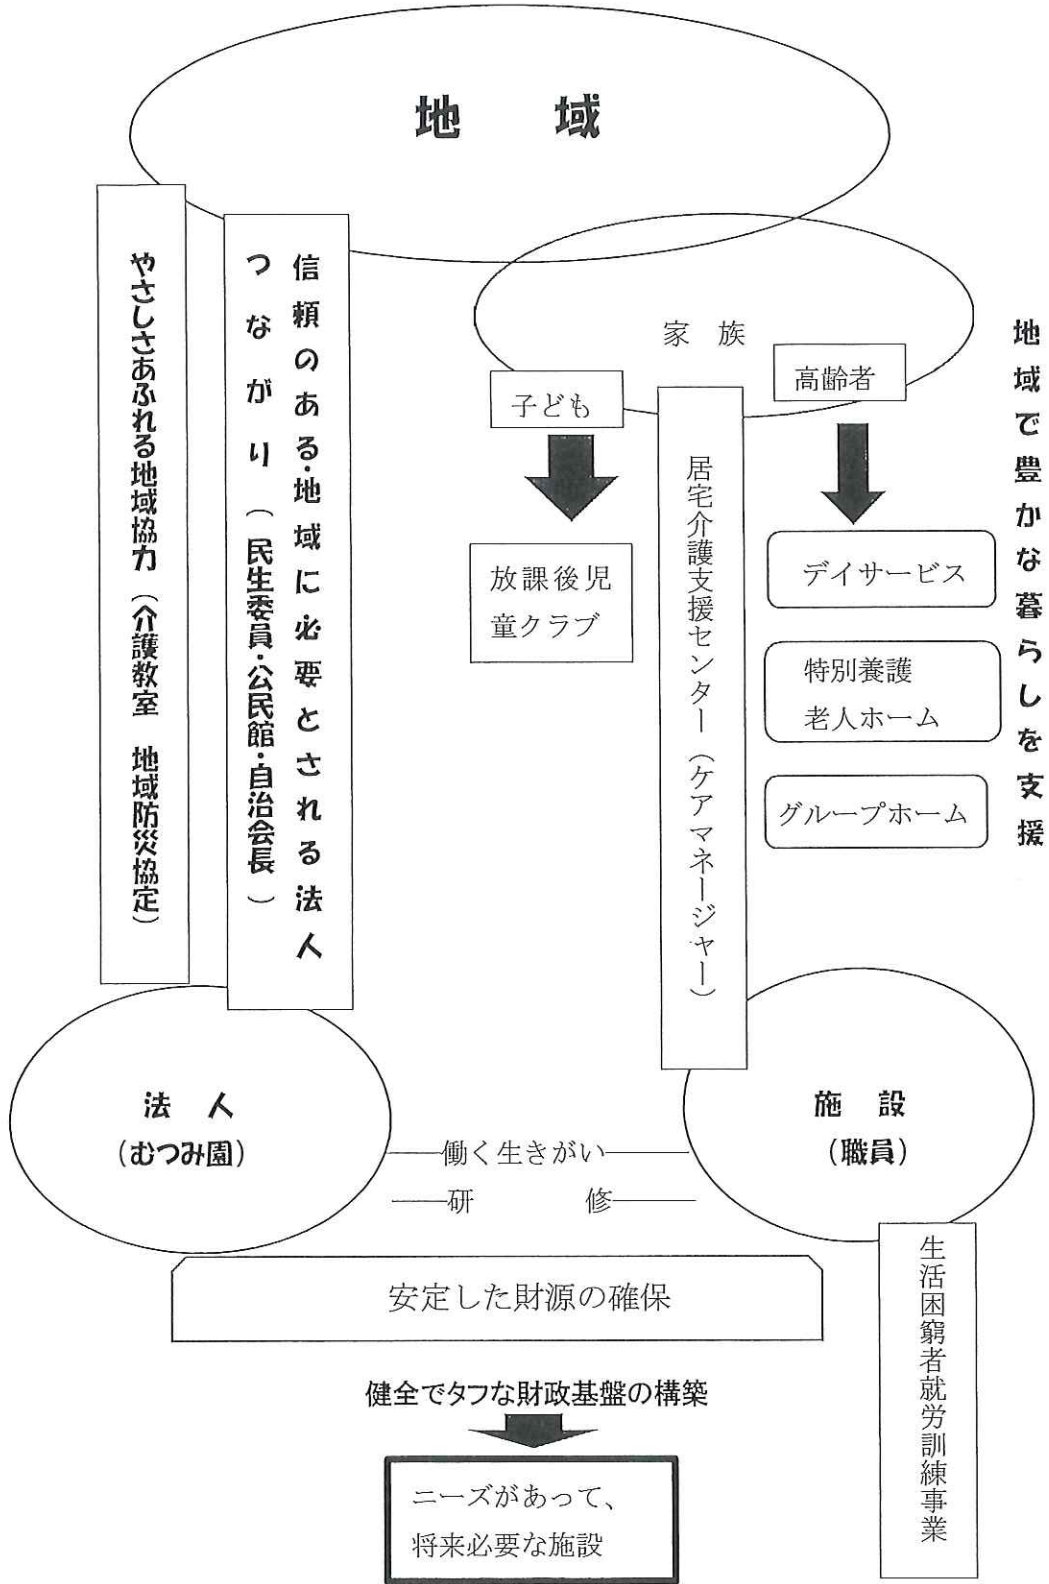 地　域
やさしさあふれる地域協力（介護教室　地域防災協定）
信頼のある・地域に必要とされる法人
つながり（民生委員・公民館・自治会長）
家　族
子ども
高齢者
放課後児
童クラブ
居宅介護支援センター（ケアマネージャー）
デイサービス
特別養護
老人ホーム
グループホーム
地域で豊かな暮らしを支援
法　人
（むつみ園）
施　設
（職員）
働く生きがい
研　修
安定した財源の確保
生活困窮者就労訓練事業
健全でタフな財政基盤の構築
ニーズがあって、
将来必要な施設